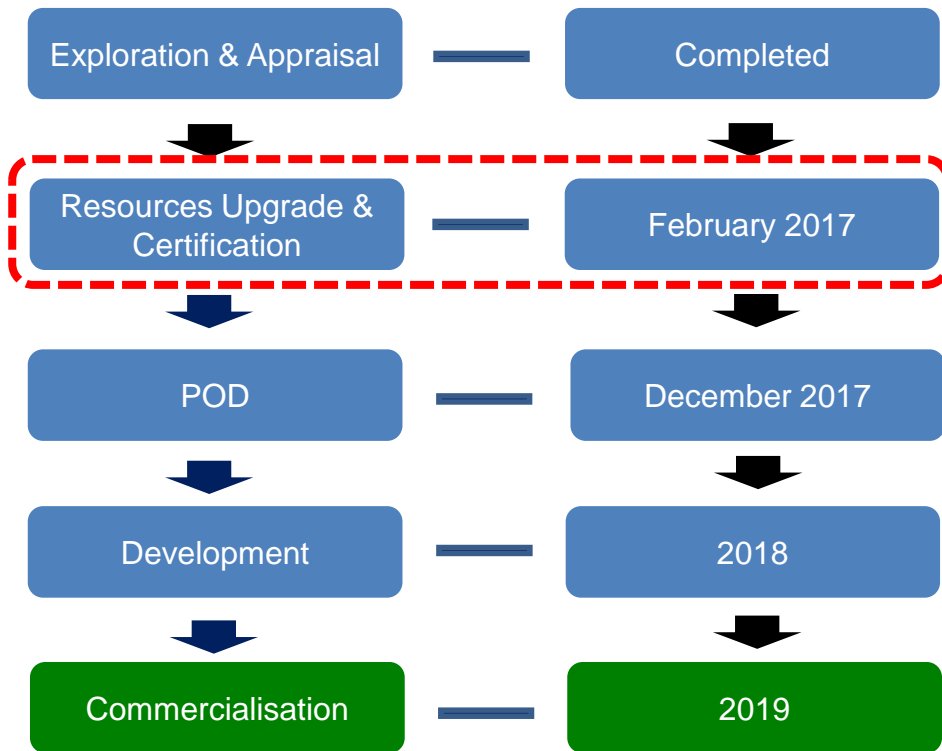 Exploration & Appraisal
Completed
Resources Upgrade &
Certification
February 2017
POD
December 2017
Development
2018
Commercialisation
2019